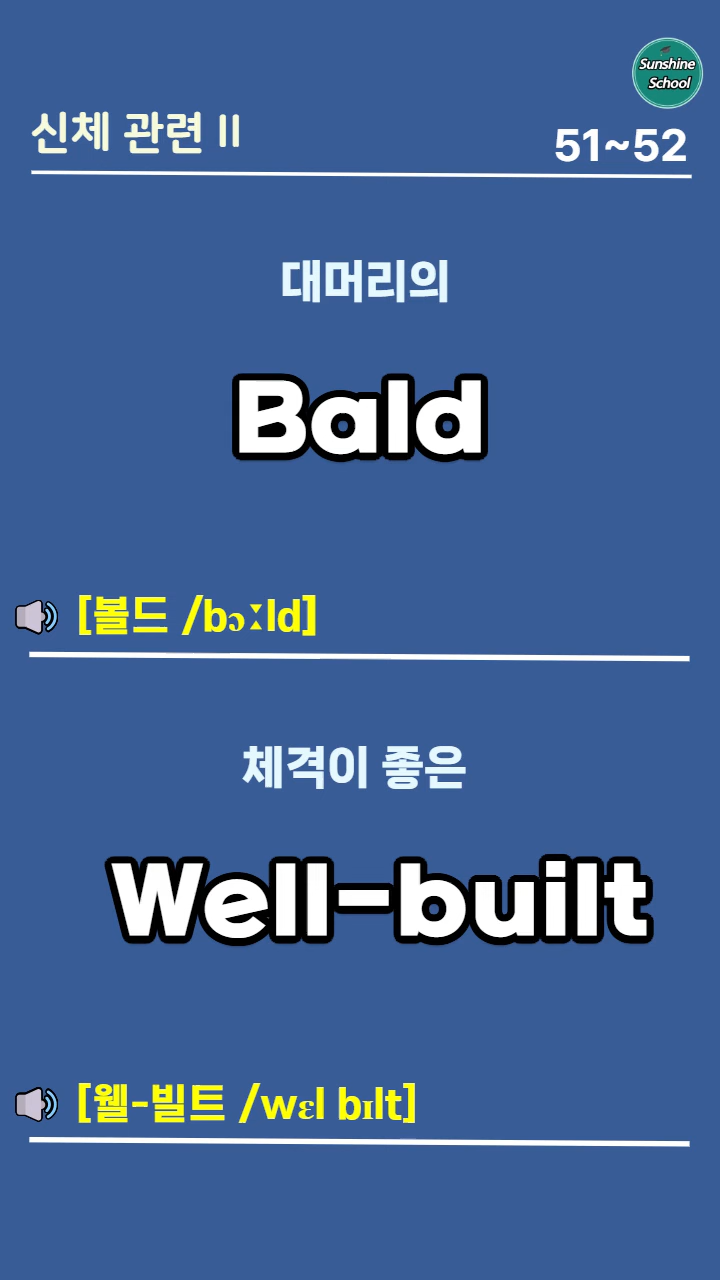 Sunshine
School
신체 관련 II
51~52
대머리의
Bald
[볼드 /bɔːld]
체격이 좋은
Well-built
[웰-빌트 /wɛl bɪlt]